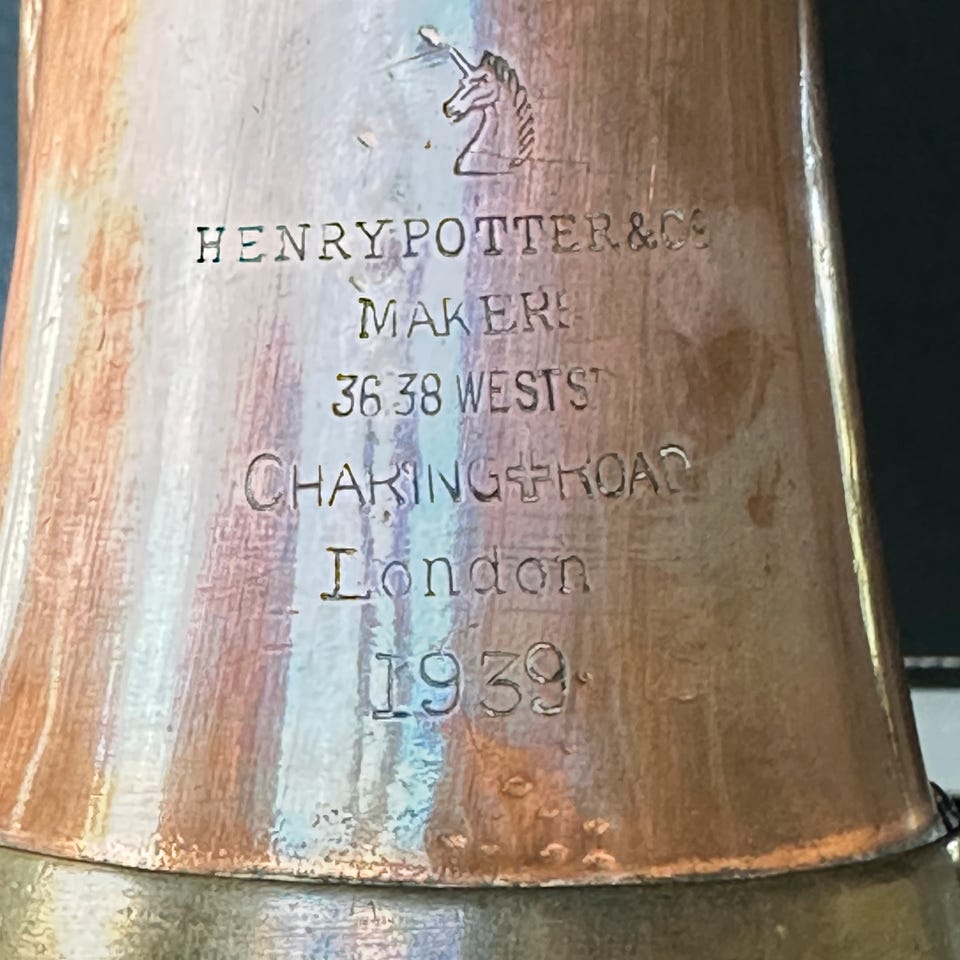 HENRY POTTER & Co
MAKERS
36 38 WEST ST
CHARING + ROAD
London
1939